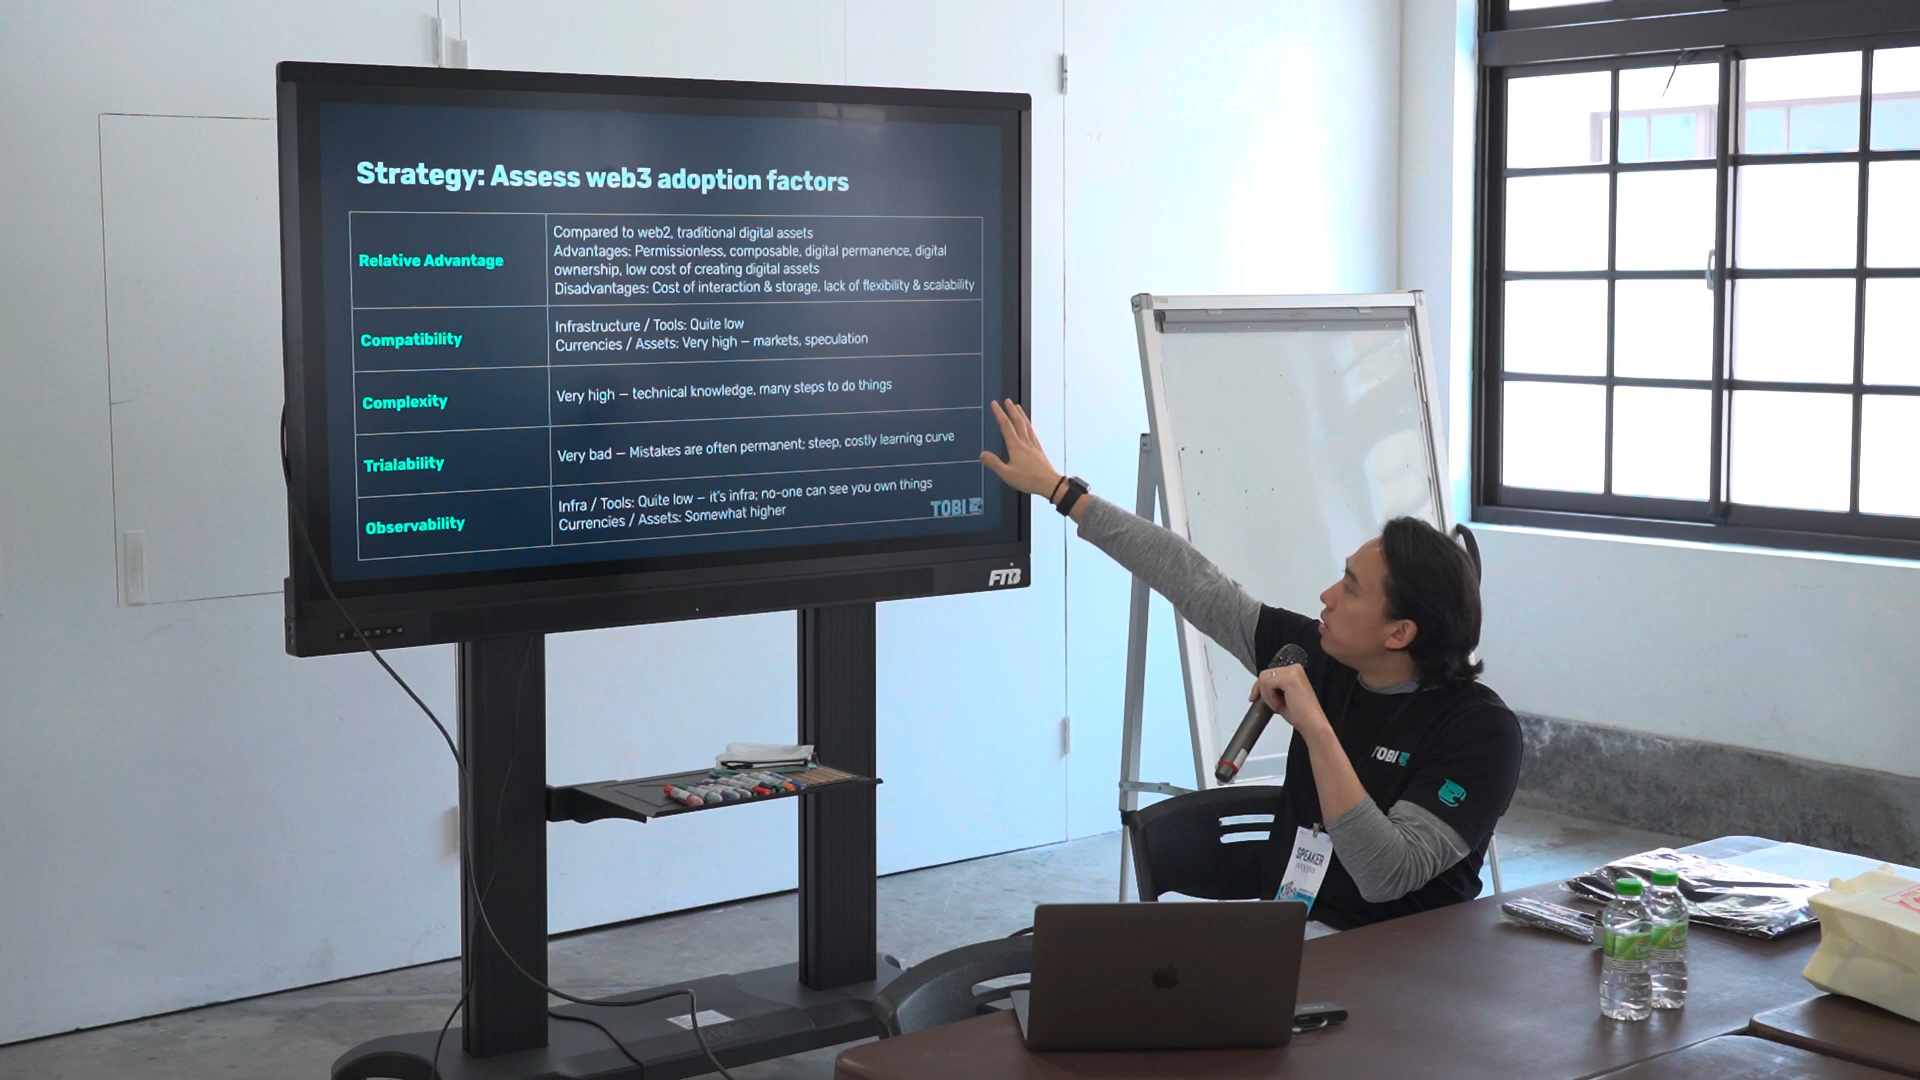 Strategy: Assess web3 adoption factors
Relative Advantage
Compared to web2, traditional digital assets
Advantages: Permissionless, composable, digital permanence, digital
ownership, low cost of creating digital assets
Disadvantages: Cost of interaction & storage, lack of flexibility & scalability
Compatibility
Infrastructure / Tools: Quite low
Currencies / Assets: Very high – markets, speculation
Complexity
Very high – technical knowledge, many steps to do things
Trialability
Very bad – Mistakes are often permanent; steep, costly learning curve
Observability
Infra / Tools: Quite low – it's infra; no-one can see you own things
Currencies / Assets: Somewhat higher
TOBI
FTB
TOBI
SPEAKER